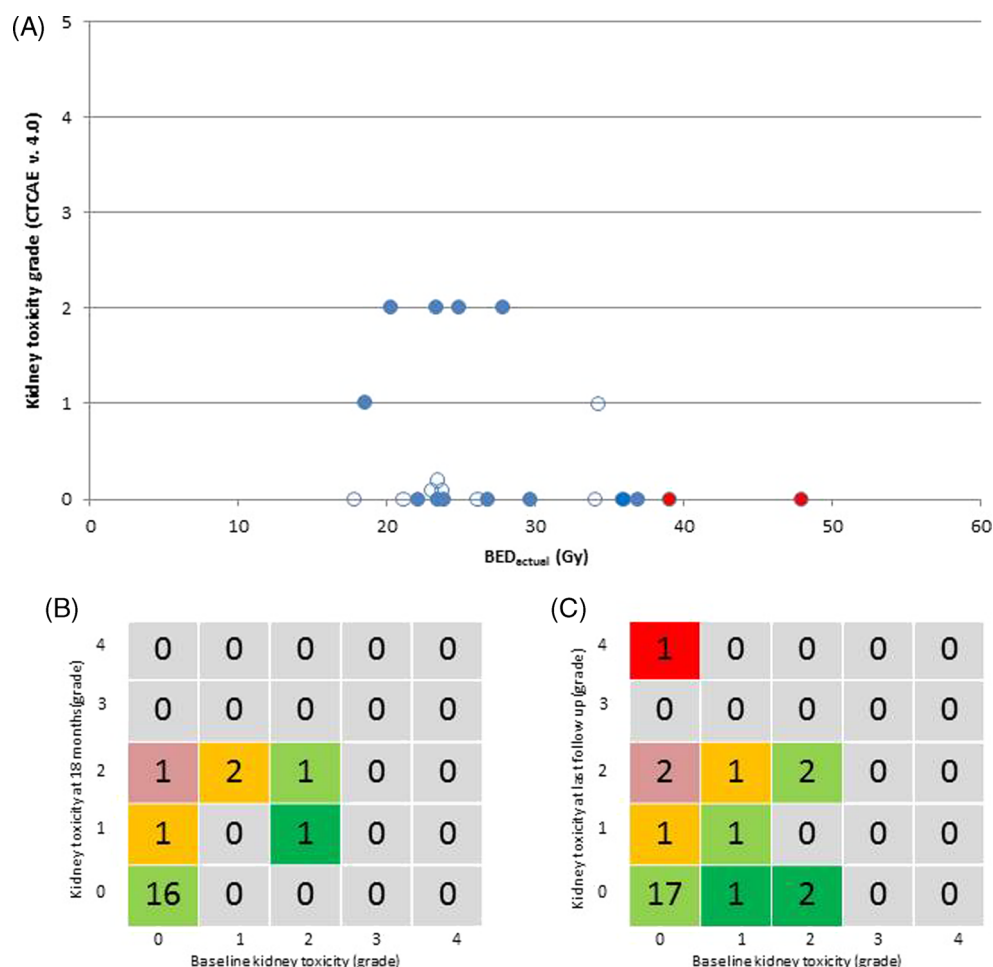 (A)
Kidney toxicity grade (CTCAE v. 4.0)
5
4
3
2
1
0
0 10 20 30 40 50 60
BEDactual (Gy)
(B)
Kidney toxicity at 18 months(grade)
4 0 0 0 0 0
3 0 0 0 0 0
2 1 2 1 0 0
1 1 0 1 0 0
0 16 0 0 0 0
0 1 2 3 4
Baseline kidney toxicity (grade)
(C)
Kidney toxicity at last follow up (grade)
4 1 0 0 0 0
3 0 0 0 0 0
2 2 1 2 0 0
1 1 1 0 0 0
0 17 1 2 0 0
0 1 2 3 4
Baseline kidney toxicity (grade)